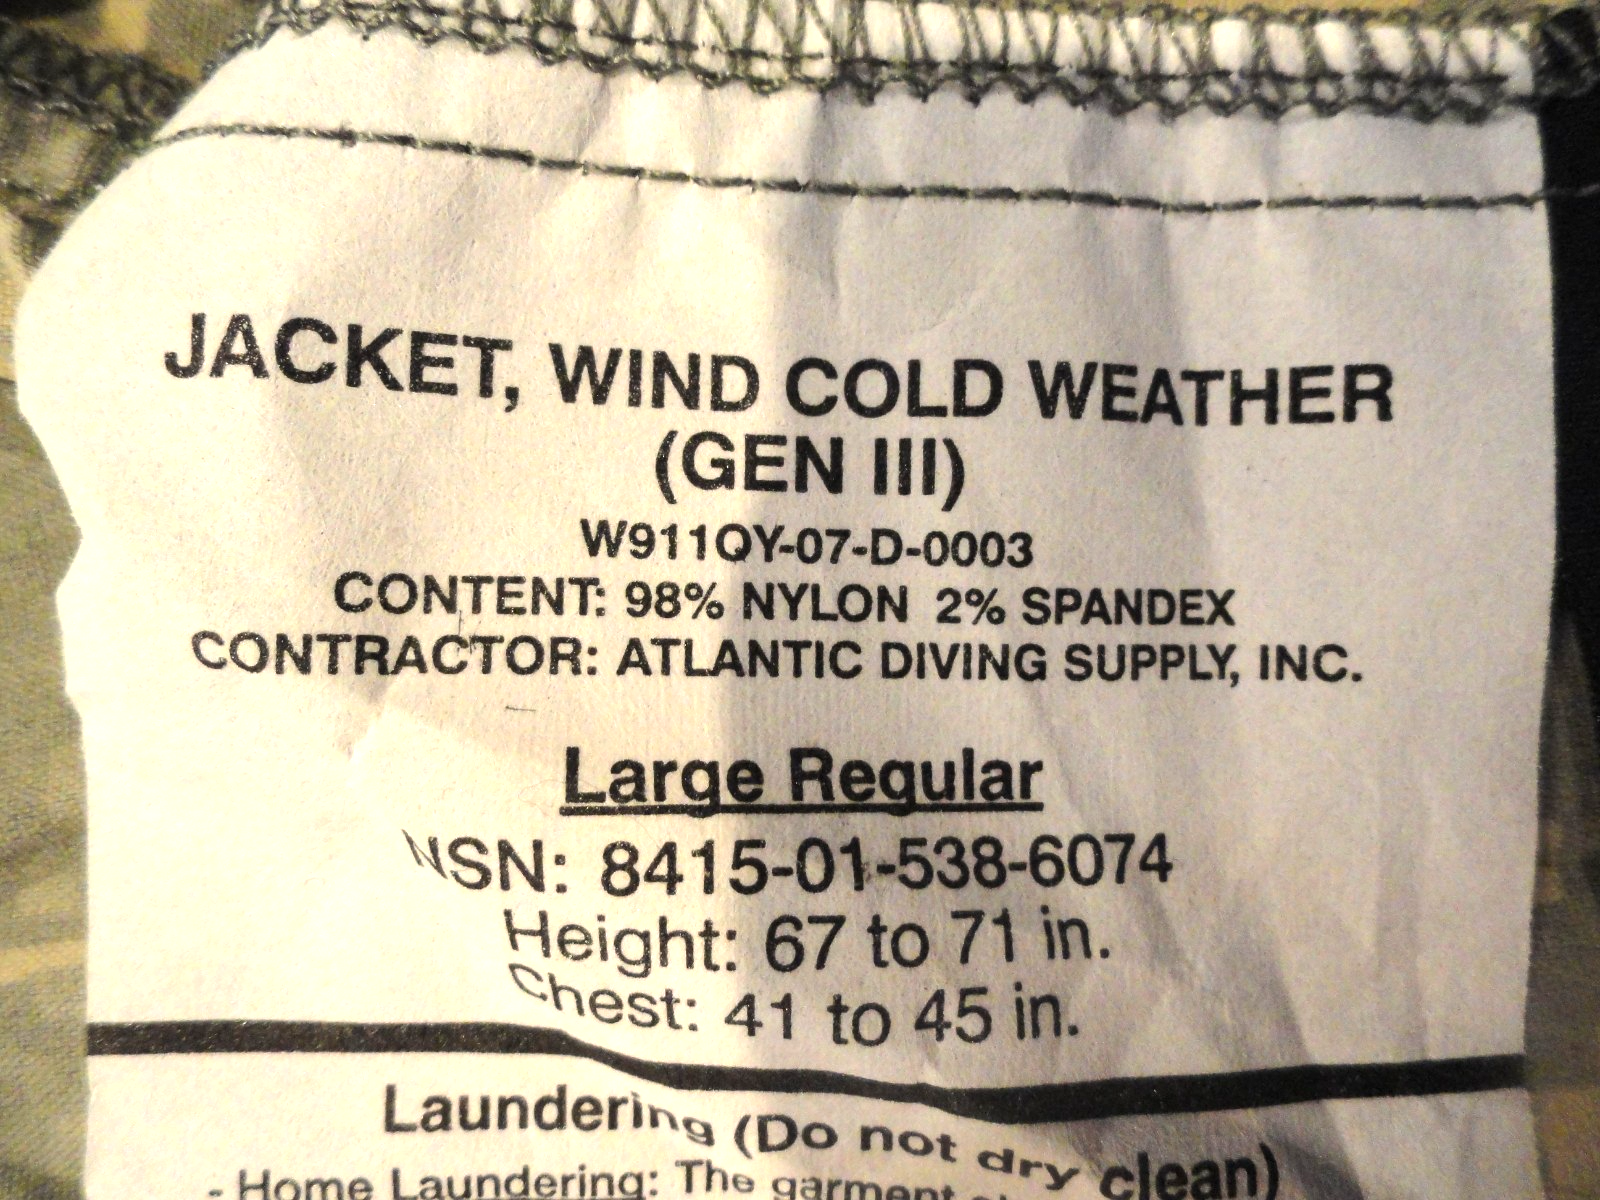 JACKET, WIND COLD WEATHER
(GEN III)
W911QY-07-D-0003
CONTENT: 98% NYLON 2% SPANDEX
CONTRACTOR: ATLANTIC DIVING SUPPLY, INC.
Large Regular
NSN: 8415-01-538-6074
Height: 67 to 71 in.
Chest: 41 to 45 in.
Laundering (Do not dry clean)
- Home Laundering: The garment